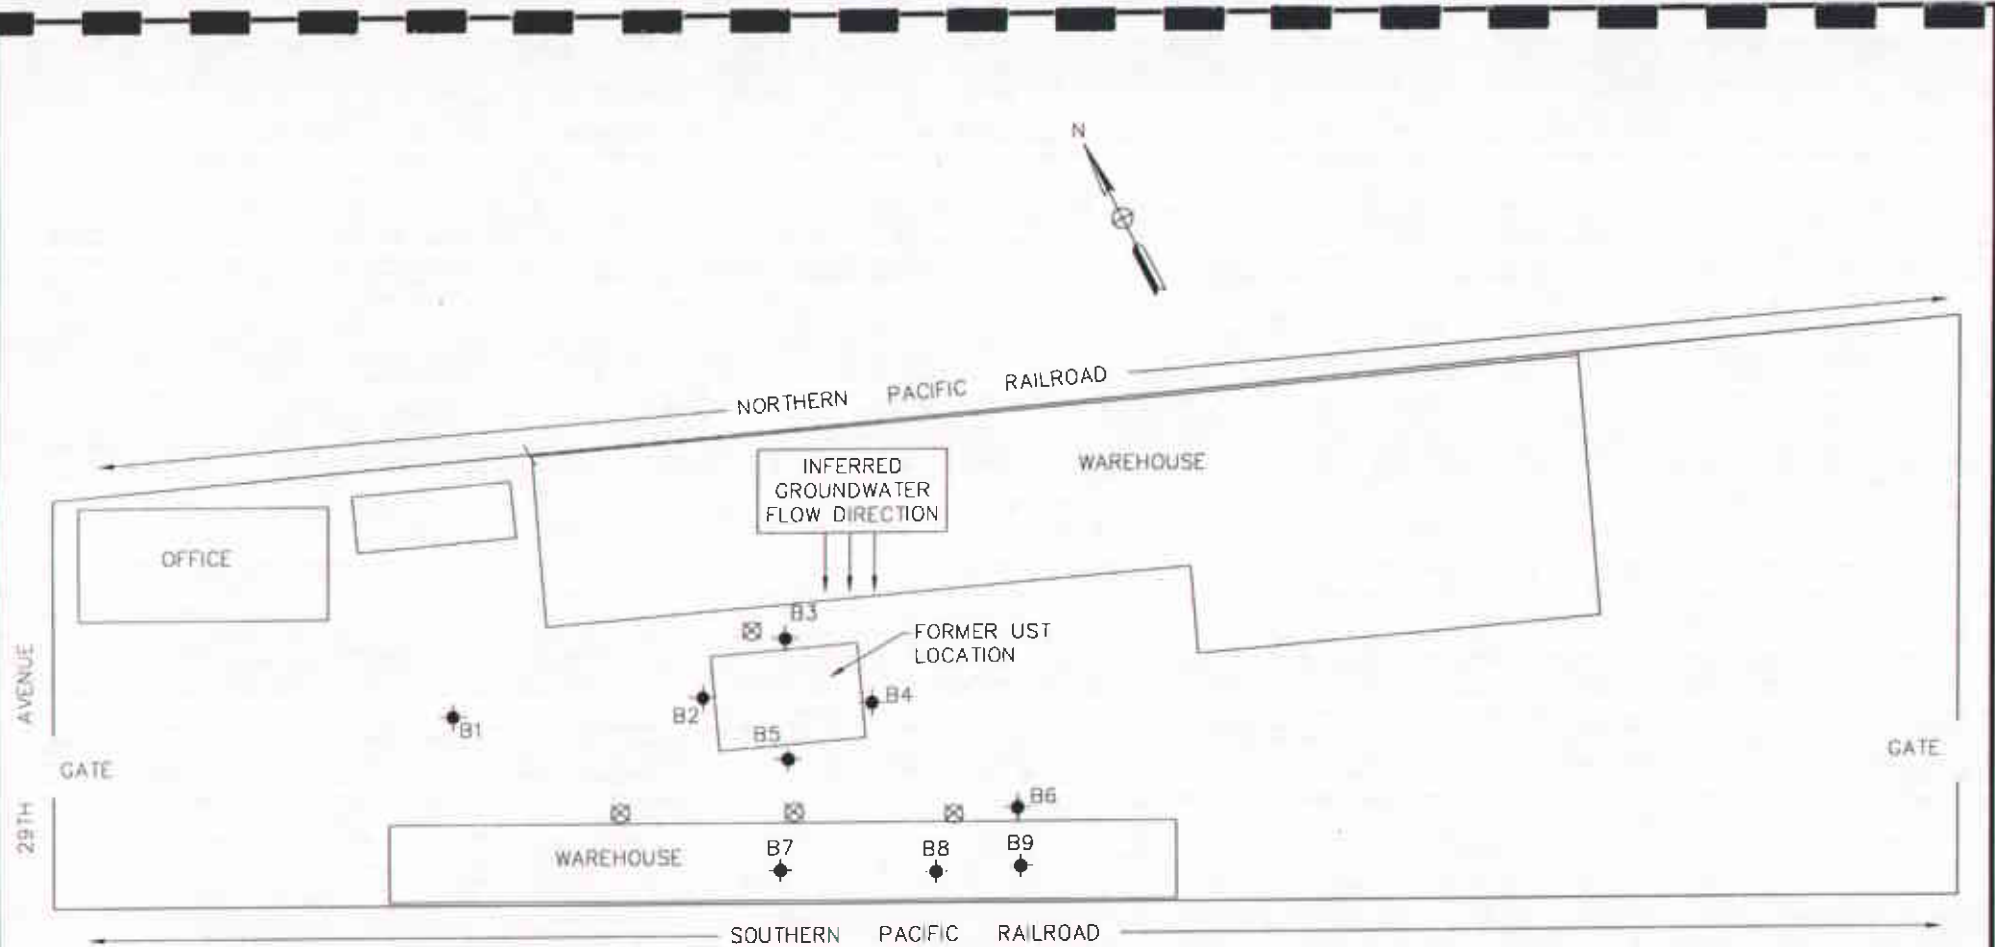 N
NORTHERN PACIFIC RAILROAD
INFERRED
GROUNDWATER
FLOW DIRECTION
WAREHOUSE
OFFICE
B3
FORMER UST
LOCATION
B4
B2
B1
B5
29TH AVENUE
GATE
GATE
B6
WAREHOUSE
B7
B8
B9
SOUTHERN PACIFIC RAILROAD